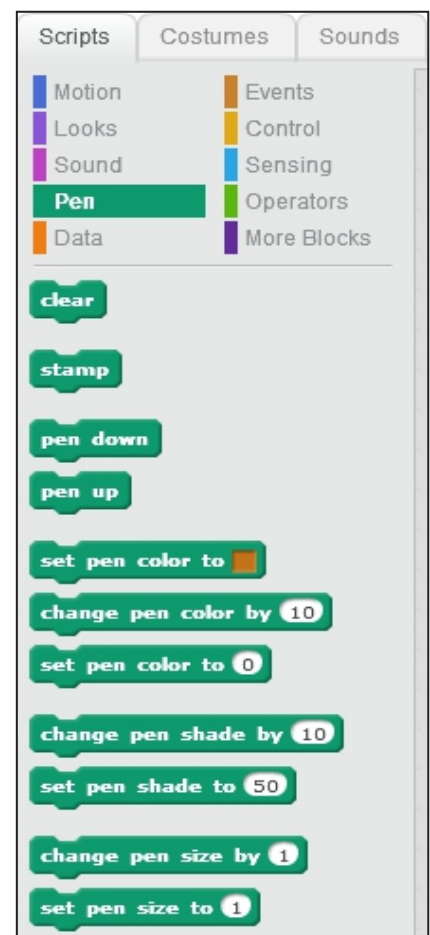 Scripts Costumes Sounds
Motion Events
Looks Control
Sound Sensing
Pen Operators
Data More Blocks
clear
stamp
pen down
pen up
set pen color to
change pen color by 10
set pen color to 0
change pen shade by 10
set pen shade to 50
change pen size by 1
set pen size to 1